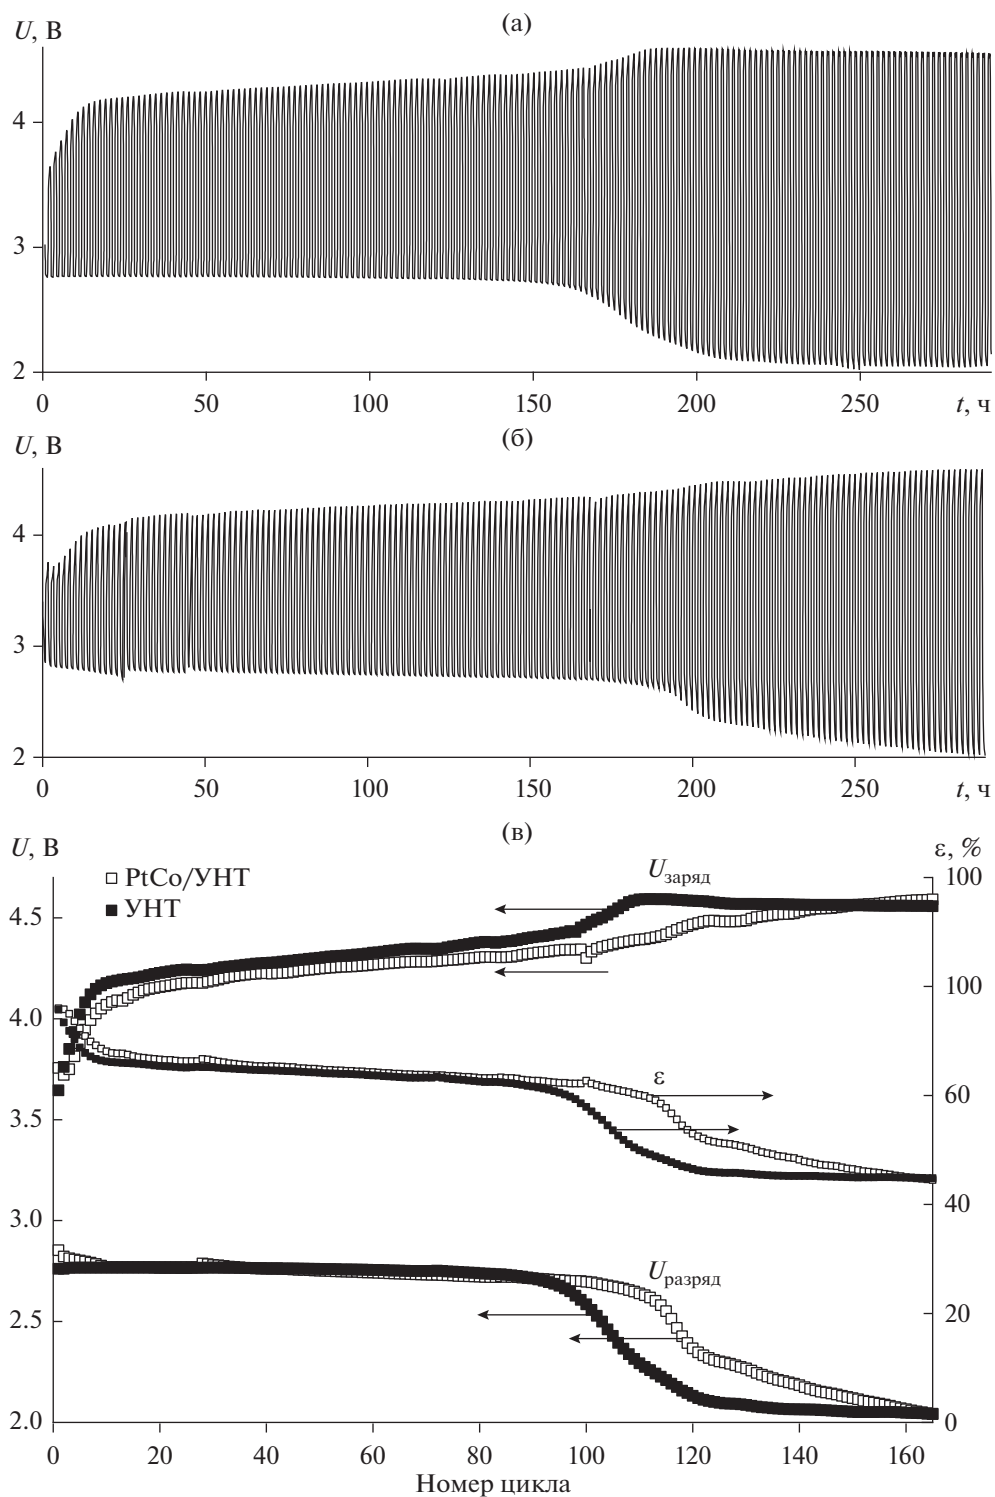 (а)
U, В
4
3
2
0 50 100 150 200 250 t, ч
(б)
U, В
4
3
2
0 50 100 150 200 250 t, ч
(в)
U, В ε, %
PtCo/УНТ Uзаряд 100
УНТ
4.5
100
4.0
ε
60
3.5
40
3.0
Uразряд
2.5 20
2.0 0
0 20 40 60 80 100 120 140 160
Номер цикла